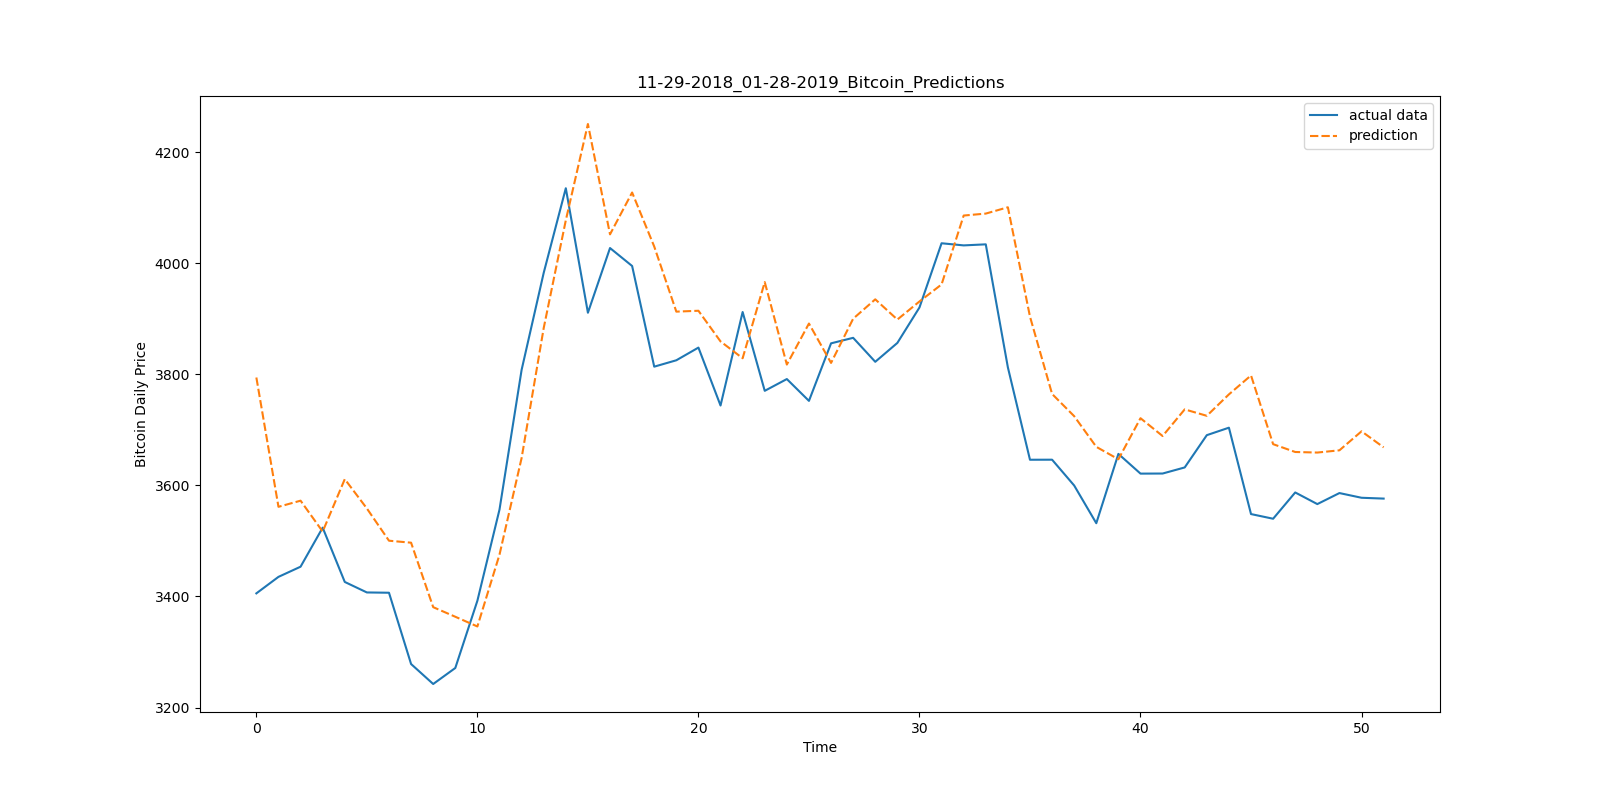 11-29-2018_01-28-2019_Bitcoin_Predictions
actual data
prediction
4200
4000
3800
3600
3400
3200
Bitcoin Daily Price
0 10 20 30 40 50
Time